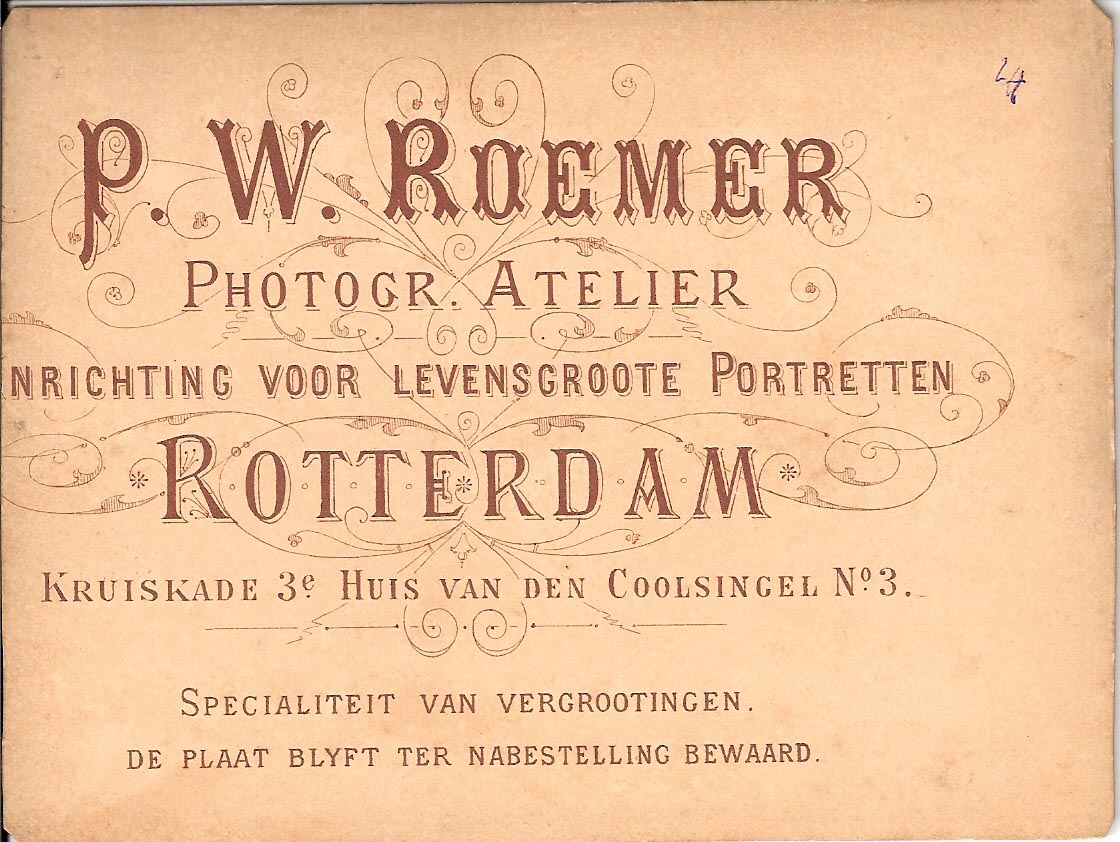 P. W. ROEMER
PHOTOGR. ATELIER
NRICHTING VOOR LEVENSGROOTE PORTRETTEN
ROTTERDAM
KRUISKADE 3e HUIS VAN DEN COOLSINGEL No 3.
SPECIALITEIT VAN VERGROOTINGEN.
DE PLAAT BLYFT TER NABESTELLING BEWAARD.